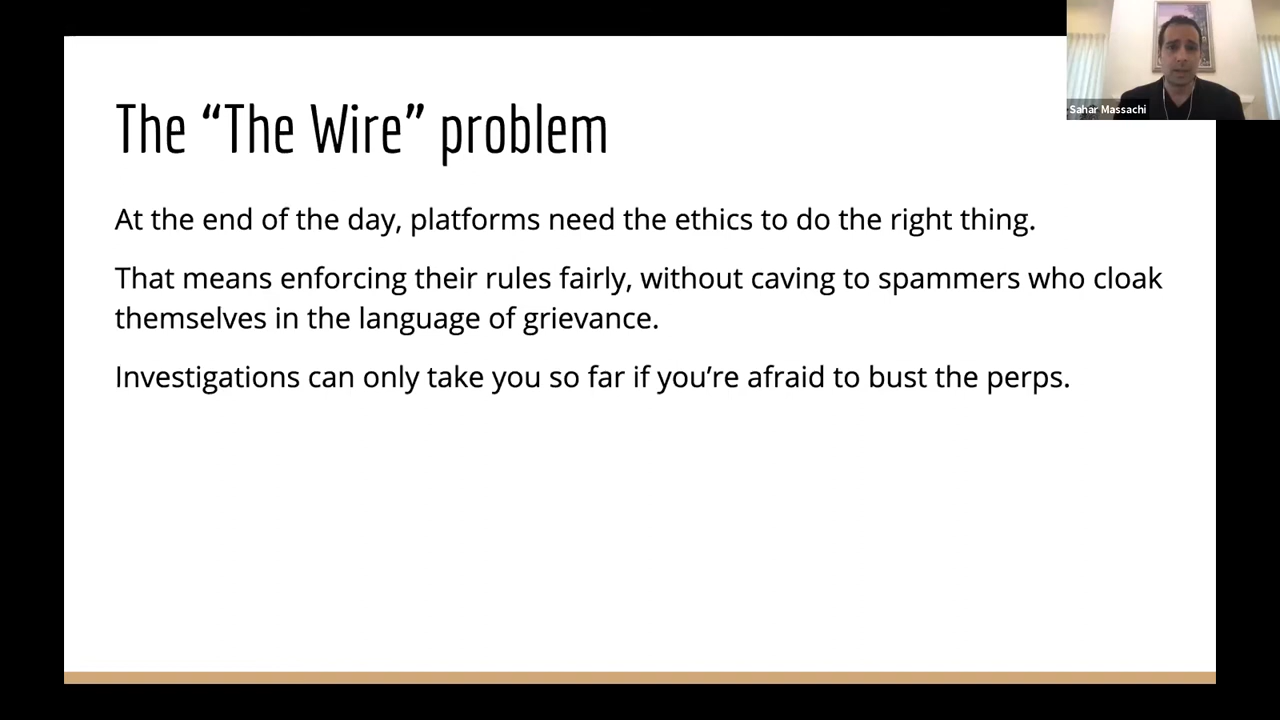 The “The Wire” problem
Sahar Massachi
At the end of the day, platforms need the ethics to do the right thing.
That means enforcing their rules fairly, without caving to spammers who cloak
themselves in the language of grievance.
Investigations can only take you so far if you’re afraid to bust the perps.